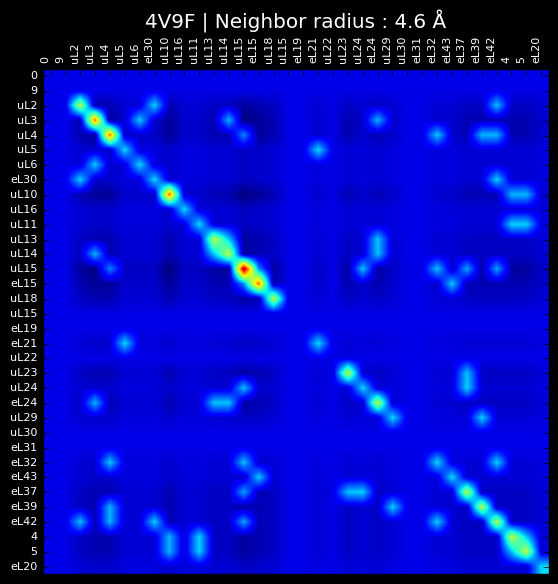 4V9F | Neighbor radius : 4.6 Å
0 9 uL2 uL3 uL4 uL5 uL6 eL30 uL10 uL16 uL11 uL13 uL14 uL15 eL15 uL18 uL15 eL19 eL21 uL22 uL23 uL24 eL24 uL29 uL30 eL31 eL32 eL43 eL37 eL39 eL42 4 5 eL20
0
9
uL2
uL3
uL4
uL5
uL6
eL30
uL10
uL16
uL11
uL13
uL14
uL15
eL15
uL18
uL15
eL19
eL21
uL22
uL23
uL24
eL24
uL29
uL30
eL31
eL32
eL43
eL37
eL39
eL42
4
5
eL20